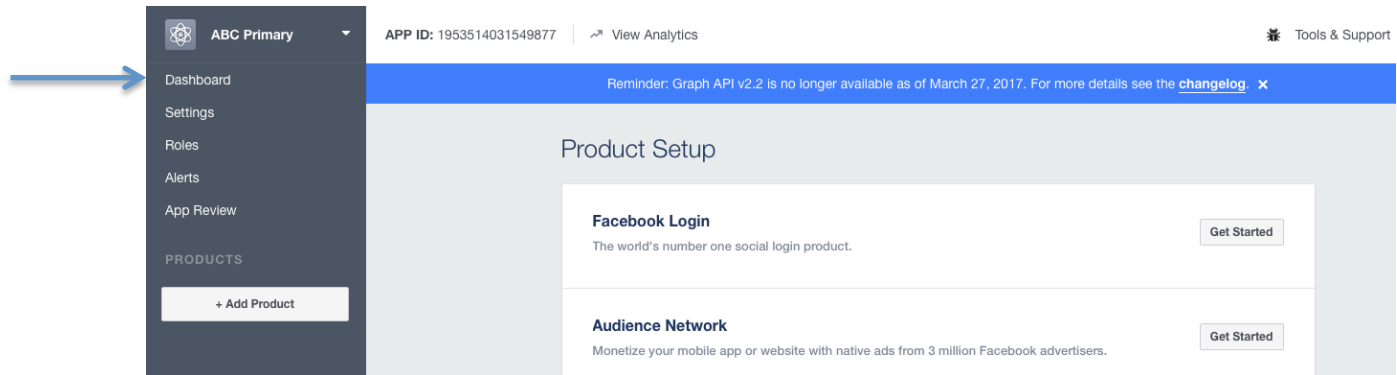 ABC Primary
APP ID: 1953514031549877
View Analytics
Tools & Support
Dashboard
Settings
Roles
Alerts
App Review
PRODUCTS
+ Add Product
Reminder: Graph API v2.2 is no longer available as of March 27, 2017. For more details see the changelog. ×
Product Setup
Facebook Login
The world's number one social login product.
Get Started
Audience Network
Monetize your mobile app or website with native ads from 3 million Facebook advertisers.
Get Started